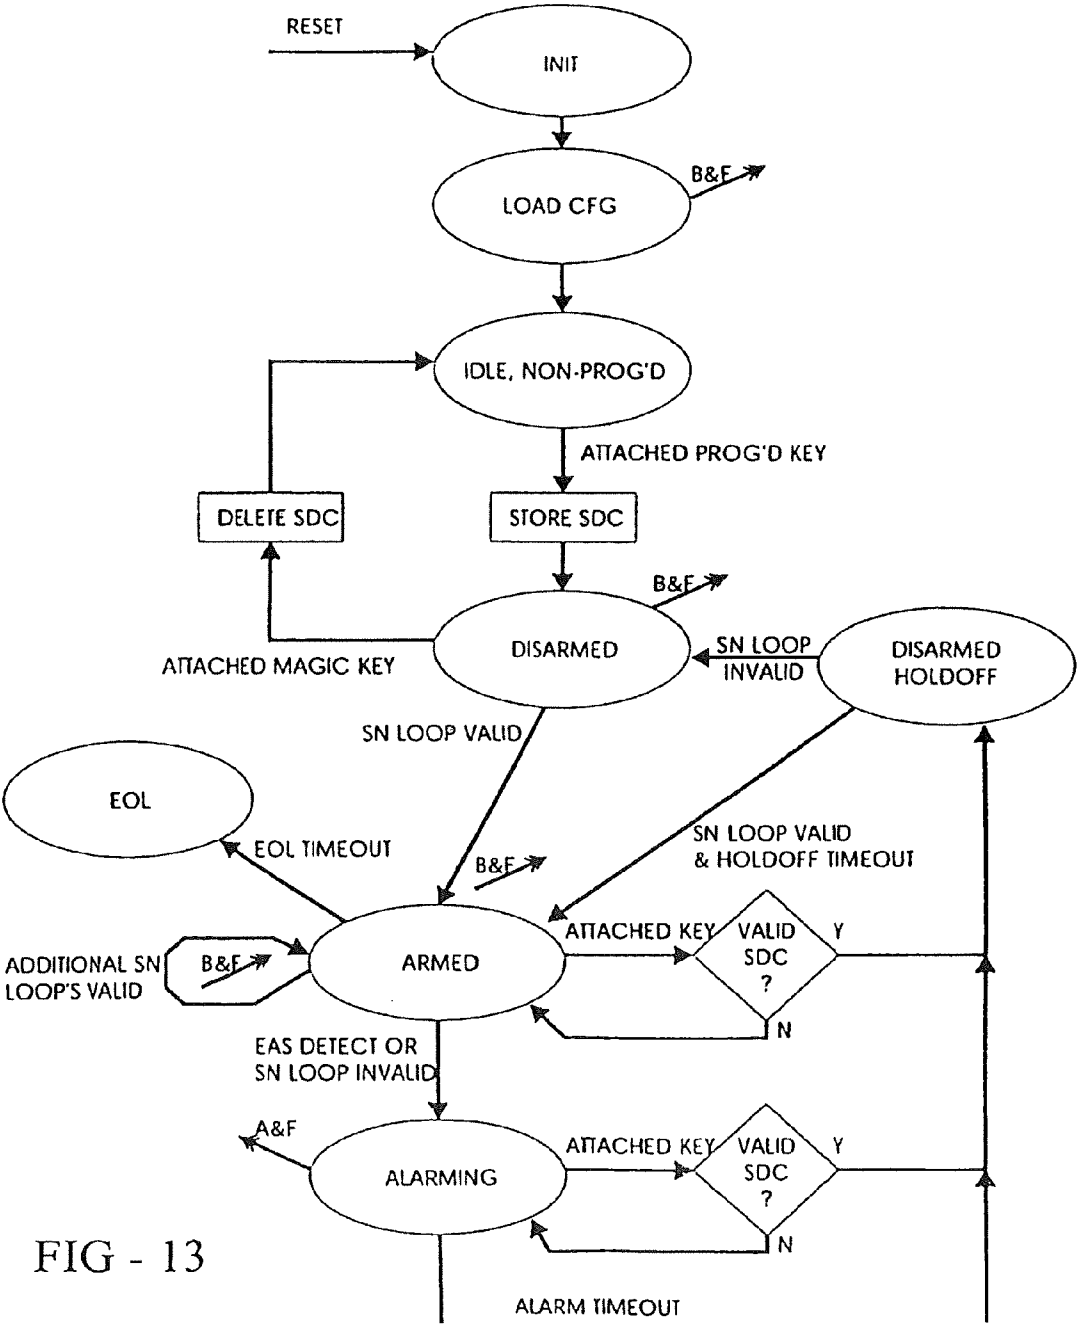 RESET
INIT
B&F
LOAD CFG
IDLE, NON-PROG'D
ATTACHED PROG'D KEY
DELETE SDC
STORE SDC
B&F
DISARMED
SN LOOP
INVALID
DISARMED
HOLDOFF
ATTACHED MAGIC KEY
SN LOOP VALID
EOL
EOL TIMEOUT
B&F
SN LOOP VALID
& HOLDOFF TIMEOUT
ADDITIONAL SN
LOOP'S VALID
B&F
ARMED
ATTACHED KEY
VALID
SDC
?
Y
N
EAS DETECT OR
SN LOOP INVALID
A&F
ALARMING
ATTACHED KEY
VALID
SDC
?
Y
N
FIG - 13
ALARM TIMEOUT